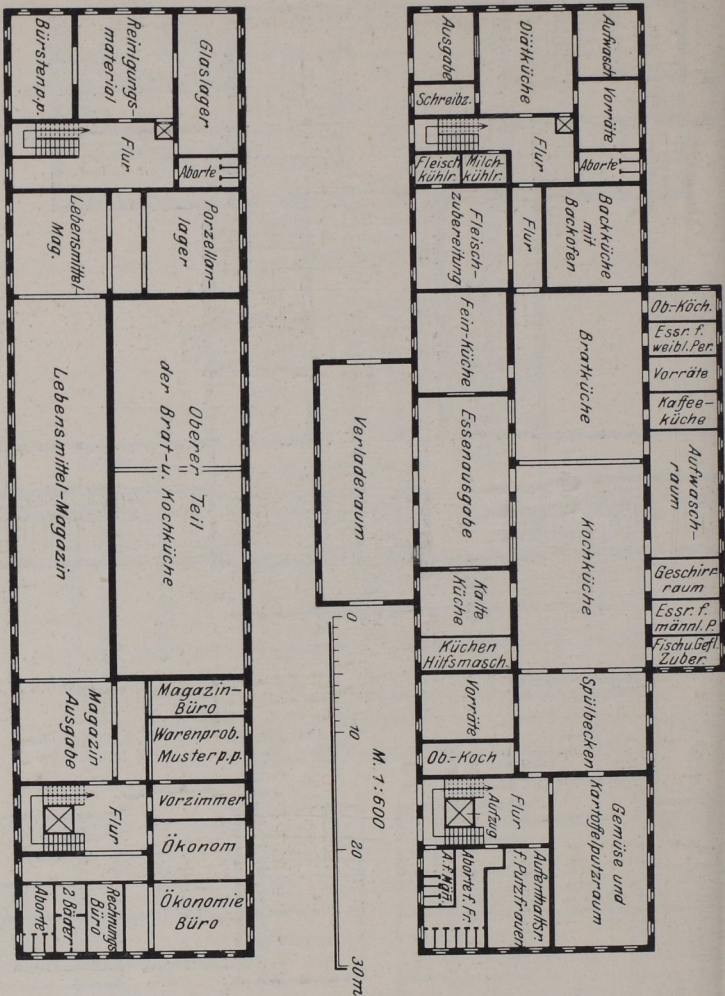 Bürsten p.p.
Reinigungs-
material
Glaslager
Flur
Aborte
Lebensmittel-
Mag.
Porzellan-
lager
Lebensmittel-Magazin
Oberer Teil
der Brat- u. Kochküche
Magazin
Ausgabe
Magazin-
Büro
Warenprob.
Muster p.p.
Vorzimmer
Flur
Ökonom
Aborte
2 Bäder
Rechnungs
Büro
Ökonomie
Büro
Verladeraum
0
10
20
30 m
M. 1:600
Ausgabe
Diätküche
Aufwasch
Schreibz.
Vorräte
Flur
Fleisch
kühlr.
Milch-
kühlr.
Aborte
Fleisch-
zubereitung
Flur
Backküche
mit
Backofen
Fein-Küche
Bratküche
Ob.-Köch.
Essr. f.
weibl. Per.
Vorräte
Kaffee-
küche
Essenausgabe
Kochküche
Aufwasch-
raum
Kalte
Küche
Geschirr
raum
Essr. f.
männl. P.
Küchen
Hilfsmasch.
Fisch u. Gefl.
Zuber.
Vorräte
Spülbecken
Ob.-Koch
Flur
Aufzug
Gemüse und
Kartoffelputzraum
A. f. Män.
Aborte f. Fr.
Aufenthaltsr.
f. Putzfrauen